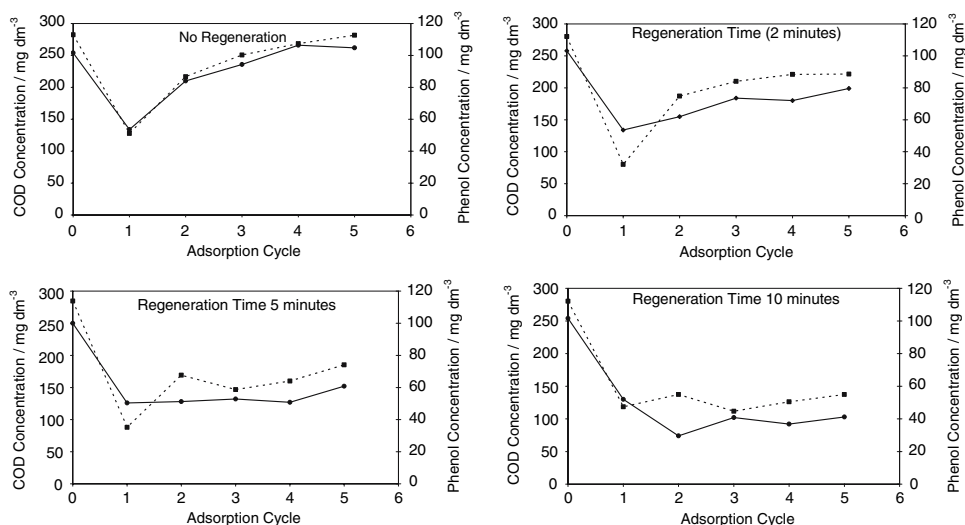 No Regeneration
COD Concentration / mg dm-3
300
250
200
150
100
50
0
0 1 2 3 4 5 6
Adsorption Cycle
120
100
80
60
40
20
0
Phenol Concentration / mg dm-3
Regeneration Time (2 minutes)
COD Concentration / mg dm-3
300
250
200
150
100
50
0
0 1 2 3 4 5 6
Adsorption Cycle
120
100
80
60
40
20
0
Phenol Concentration / mg dm-3
Regeneration Time 5 minutes
COD Concentration / mg dm-3
300
250
200
150
100
50
0
0 1 2 3 4 5 6
Adsorption Cycle
120
100
80
60
40
20
0
Phenol Concentration / mg dm-3
Regeneration Time 10 minutes
COD Concentration / mg dm-3
300
250
200
150
100
50
0
0 1 2 3 4 5 6
Adsorption Cycle
120
100
80
60
40
20
0
Phenol Concentration / mg dm-3